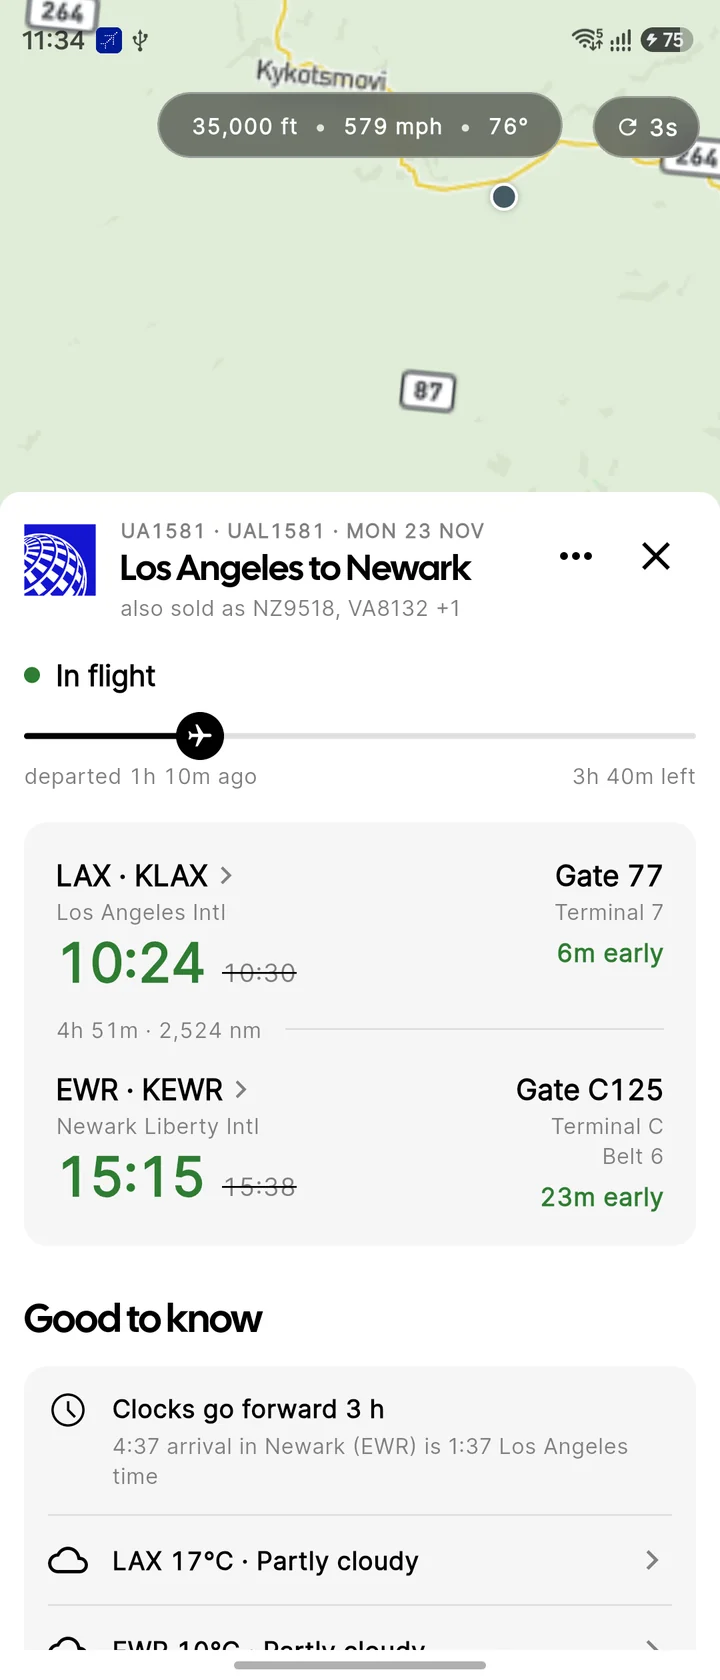 264
11:34
5
75
Kykotsmovi
35,000 ft • 579 mph • 76°
3s
264
87
UA1581 · UAL1581 · MON 23 NOV
Los Angeles to Newark
also sold as NZ9518, VA8132 +1
In flight
departed 1h 10m ago
3h 40m left
LAX · KLAX
Gate 77
Los Angeles Intl
Terminal 7
10:24 10:30
6m early
4h 51m · 2,524 nm
EWR · KEWR
Gate C125
Newark Liberty Intl
Terminal C
Belt 6
15:15 15:38
23m early
Good to know
Clocks go forward 3 h
4:37 arrival in Newark (EWR) is 1:37 Los Angeles
time
LAX 17°C · Partly cloudy
EWR 10°C · Partly cloudy